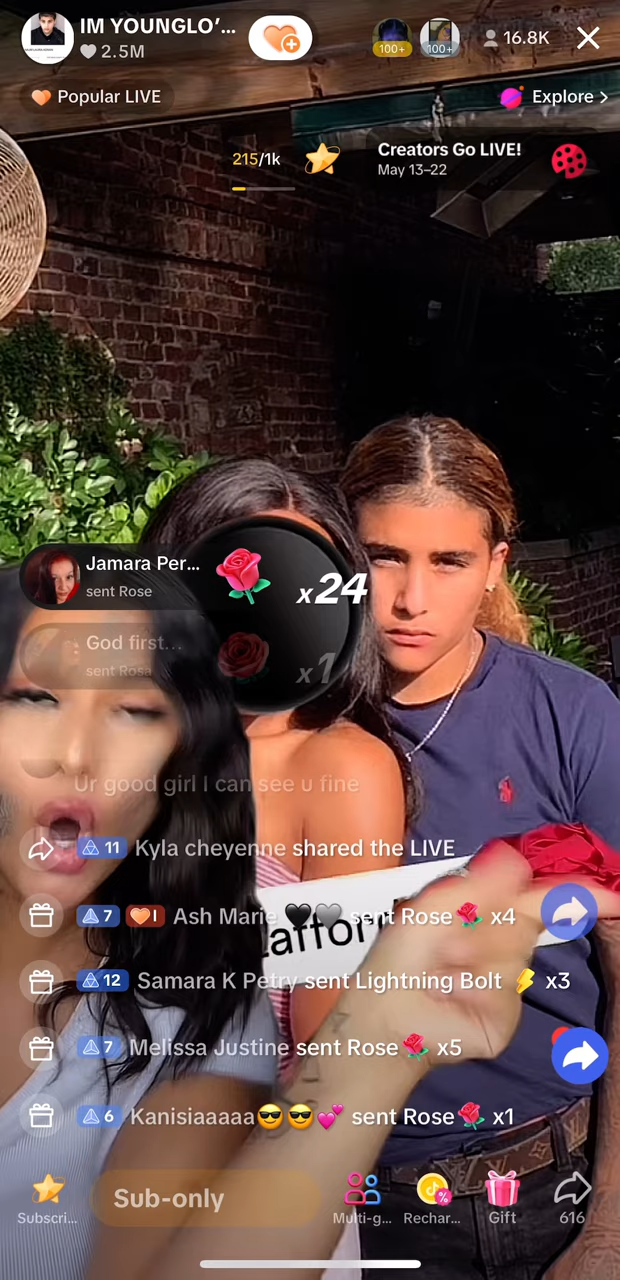 IM YOUNGLO’...
2.5M
100+
100+
16.8K
Popular LIVE
Explore
215/1k
Creators Go LIVE!
May 13–22
Jamara Per...
sent Rose
x24
God first...
sent Rosa
x1
Ur good girl I can see u fine
11 Kyla cheyenne shared the LIVE
7 I Ash Marie 🖤🩶 sent Rose x4
12 Samara K Petry sent Lightning Bolt x3
7 Melissa Justine sent Rose x5
6 Kanisiaaaaa😎😎💕 sent Rose x1
Subscri...
Sub-only
Multi-g...
Rechar...
Gift
616